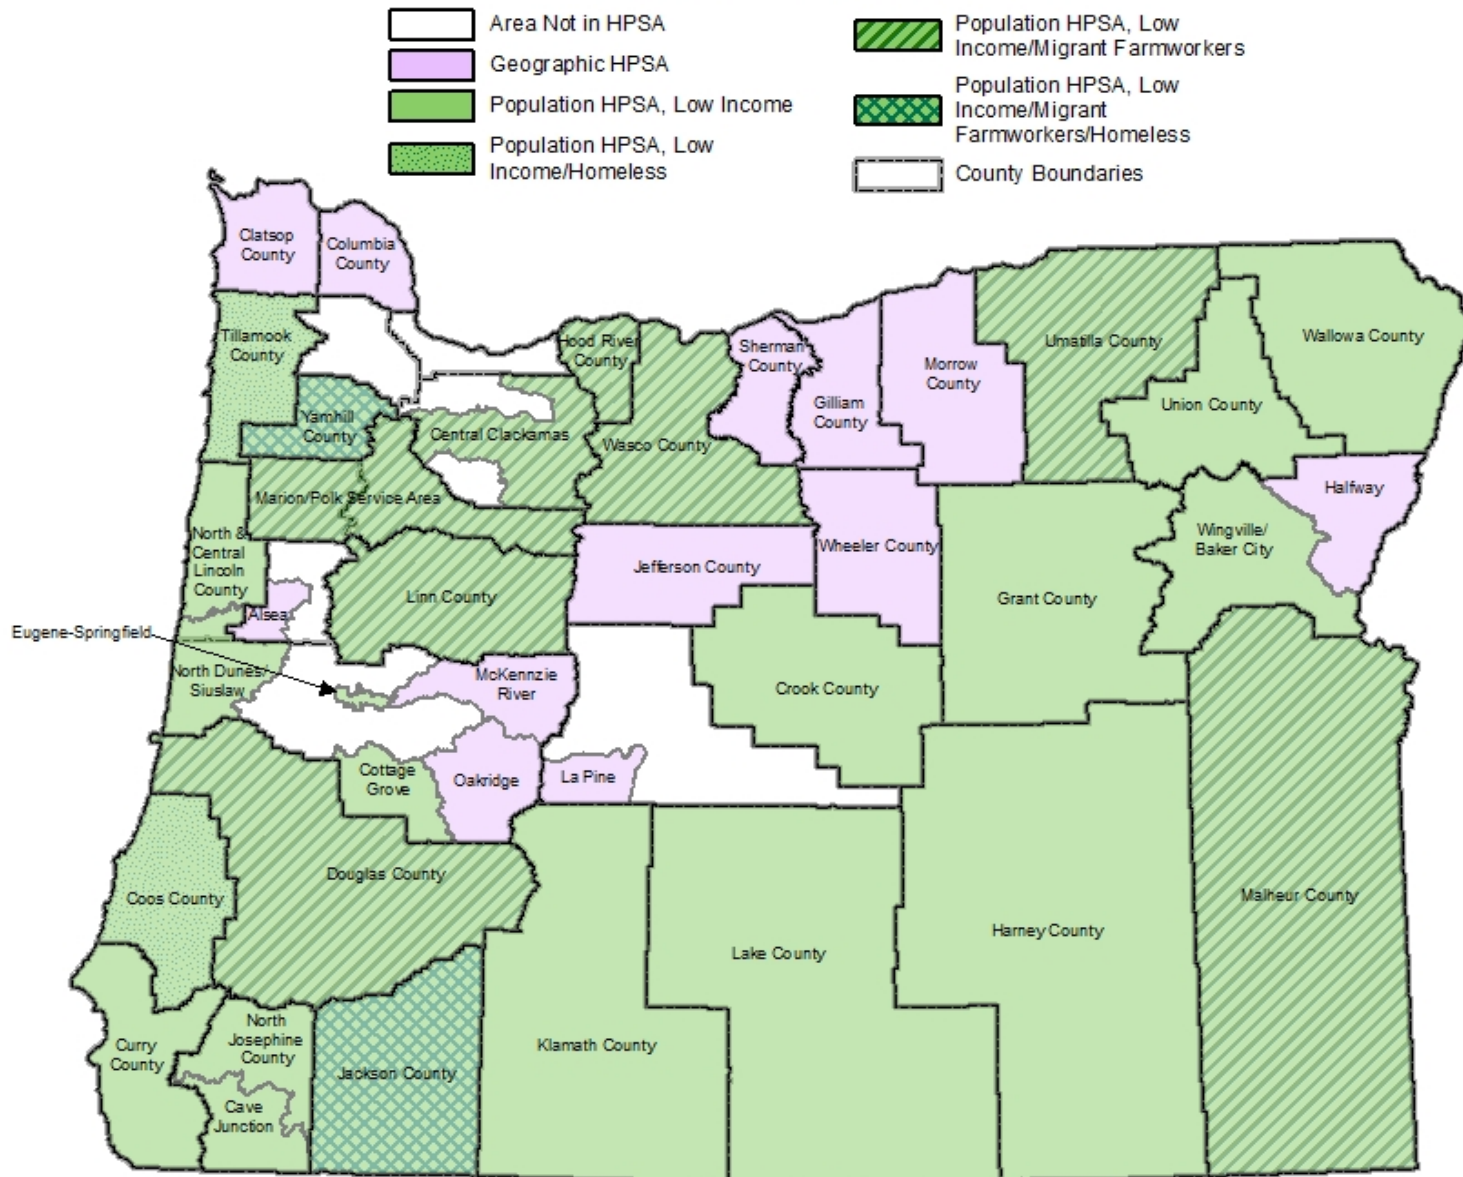 Area Not in HPSA
Geographic HPSA
Population HPSA, Low Income
Population HPSA, Low
Income/Homeless
Population HPSA, Low
Income/Migrant Farmworkers
Population HPSA, Low
Income/Migrant
Farmworkers/Homeless
County Boundaries
Clatsop
County
Columbia
County
Tillamook
County
Hood River
County
Sherman
County
Gilliam
County
Morrow
County
Umatilla County
Union County
Wallowa County
Yamhill
County
Central Clackamas
Wasco County
Marion/Polk Service Area
Halfway
Wingville/
Baker City
North &
Central
Lincoln
County
Alsea
Linn County
Jefferson County
Wheeler County
Grant County
Eugene-Springfield
North Dunes/
Siuslaw
McKennzie
River
Crook County
Cottage
Grove
Oakridge
La Pine
Coos County
Douglas County
Lake County
Harney County
Malheur County
Curry
County
North
Josephine
County
Cave
Junction
Jackson County
Klamath County